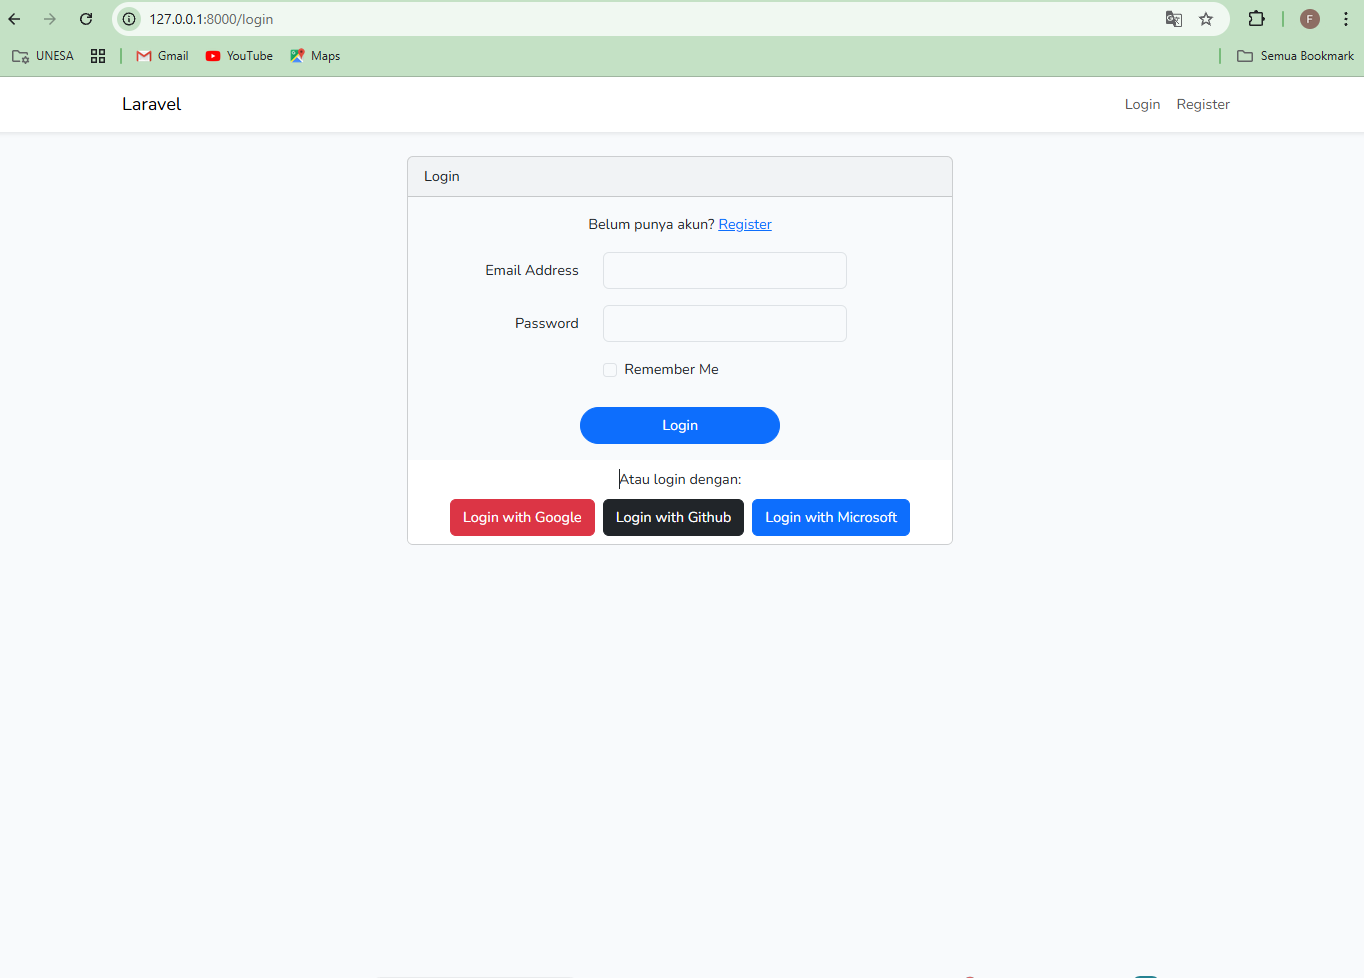 127.0.0.1:8000/login
UNESA Gmail YouTube Maps Semua Bookmark
Laravel Login Register
Login
Belum punya akun? Register
Email Address
Password
Remember Me
Login
Atau login dengan:
Login with Google Login with Github Login with Microsoft
F